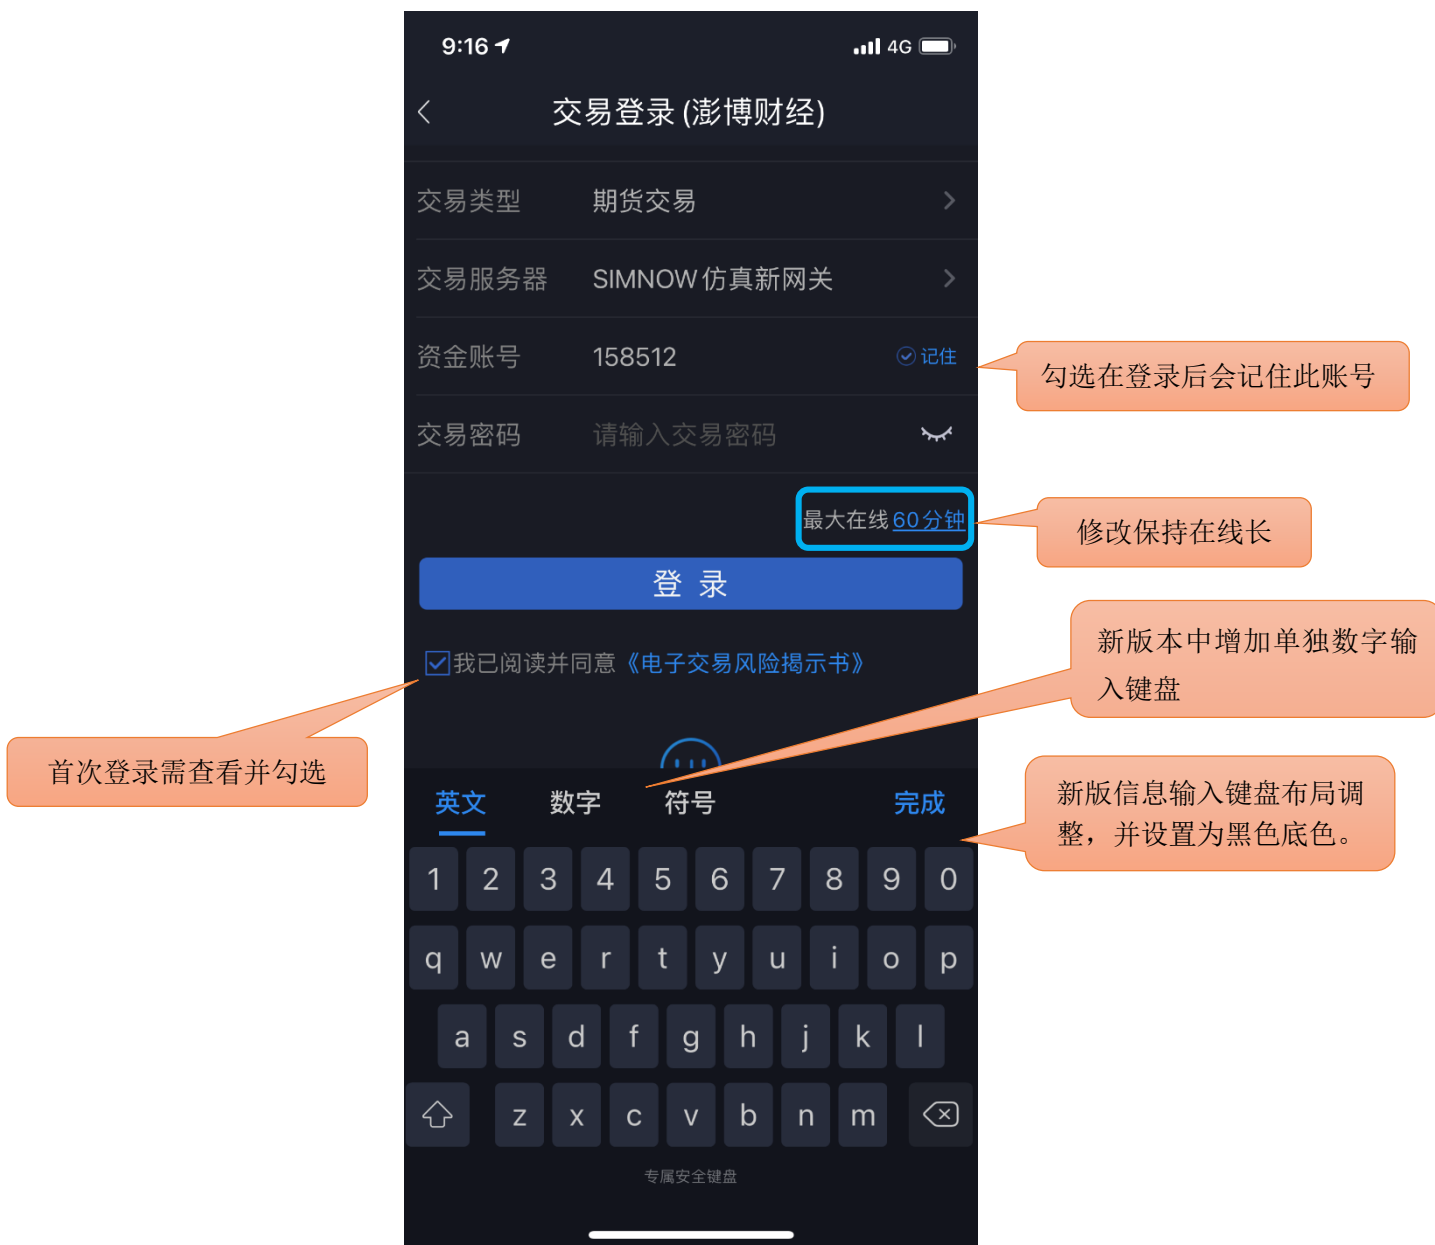 9:16
4G
交易登录 (澎博财经)
交易类型 期货交易
交易服务器 SIMNOW仿真新网关
资金账号 158512 记住
勾选在登录后会记住此账号
交易密码 请输入交易密码
最大在线 60分钟
修改保持在线长
登 录
新版本中增加单独数字输
入键盘
我已阅读并同意《电子交易风险揭示书》
首次登录需查看并勾选
英文 数字 符号 完成
新版信息输入键盘布局调
整，并设置为黑色底色。
1 2 3 4 5 6 7 8 9 0
q w e r t y u i o p
a s d f g h j k l
z x c v b n m
专属安全键盘